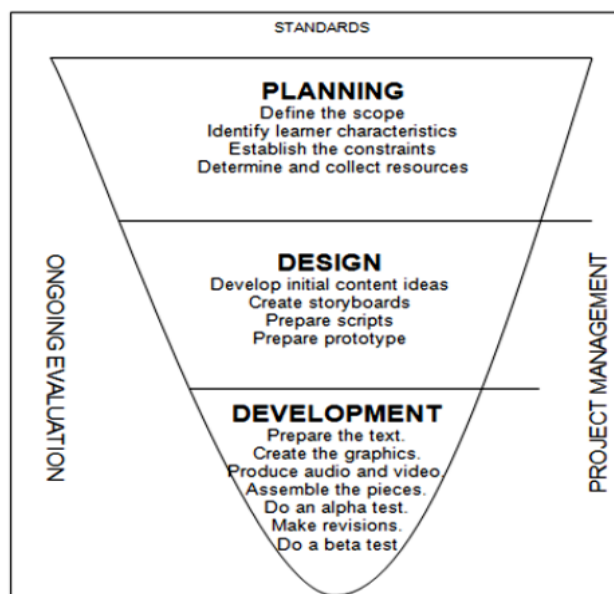 STANDARDS
PLANNING
Define the scope
Identify learner characteristics
Establish the constraints
Determine and collect resources
ONGOING EVALUATION
DESIGN
Develop initial content ideas
Create storyboards
Prepare scripts
Prepare prototype
PROJECT MANAGEMENT
DEVELOPMENT
Prepare the text.
Create the graphics.
Produce audio and video.
Assemble the pieces.
Do an alpha test.
Make revisions.
Do a beta test